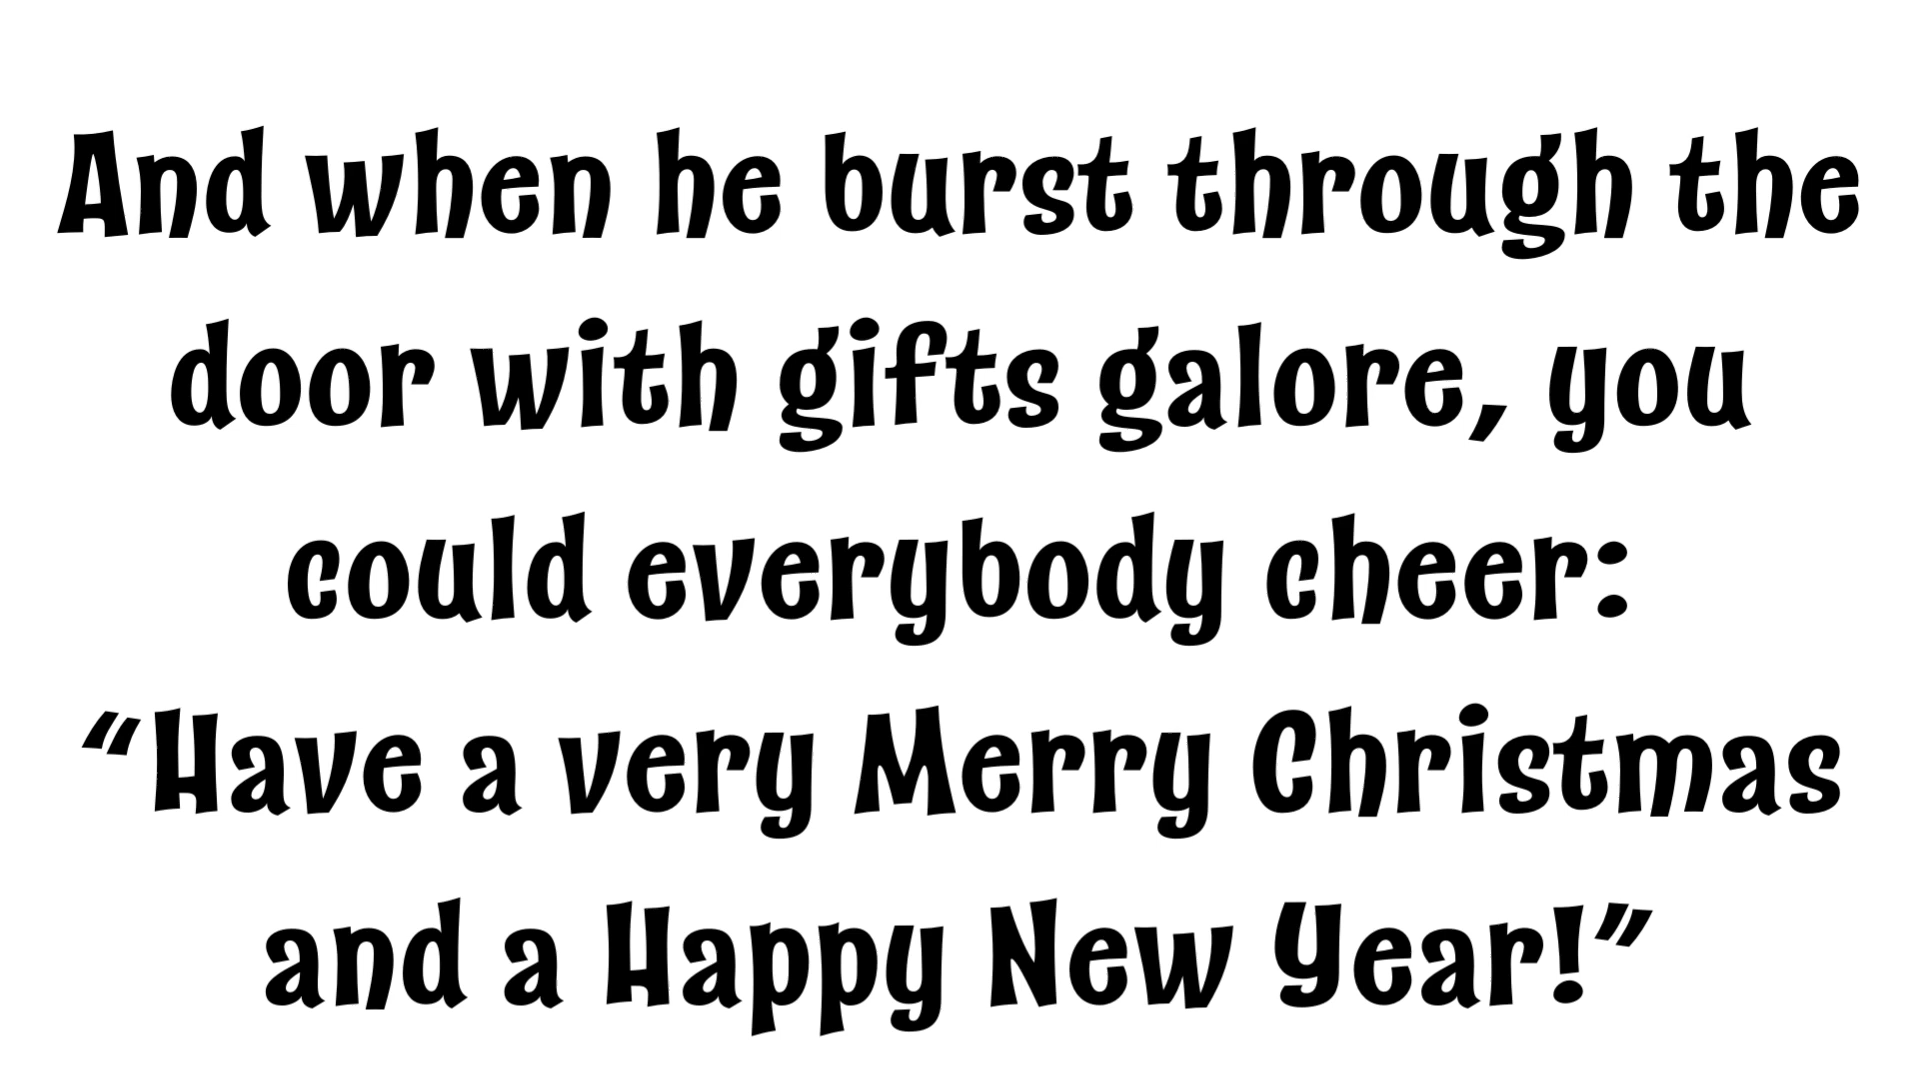 And when he burst through the
door with gifts galore, you
could everybody cheer:
“Have a very Merry Christmas
and a Happy New Year!”